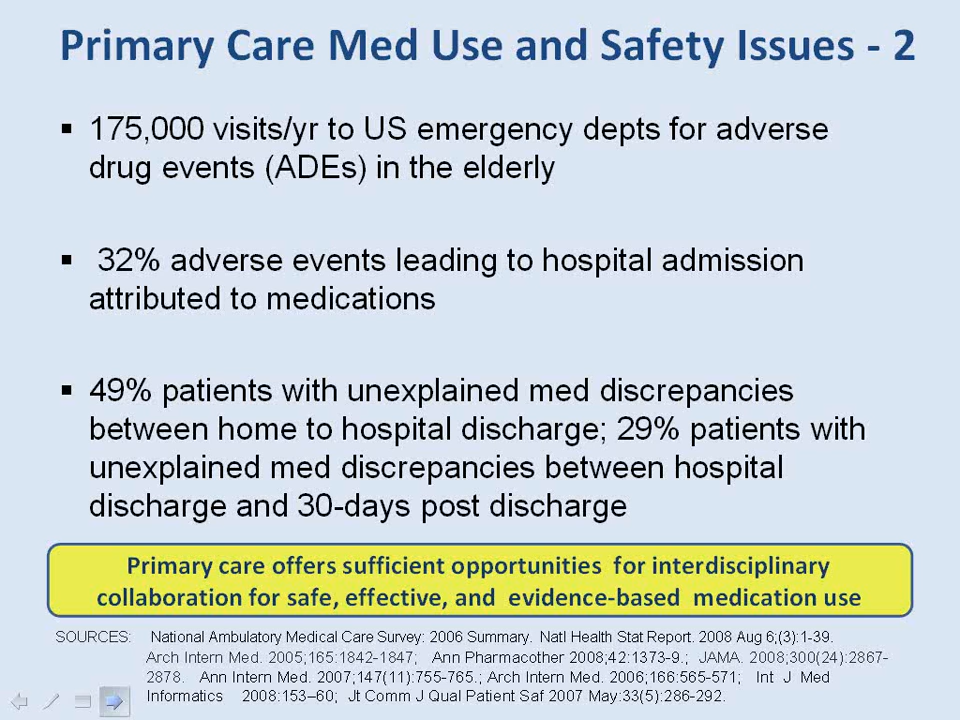 Primary Care Med Use and Safety Issues - 2
▪ 175,000 visits/yr to US emergency depts for adverse
drug events (ADEs) in the elderly
▪ 32% adverse events leading to hospital admission
attributed to medications
▪ 49% patients with unexplained med discrepancies
between home to hospital discharge; 29% patients with
unexplained med discrepancies between hospital
discharge and 30-days post discharge
Primary care offers sufficient opportunities for interdisciplinary
collaboration for safe, effective, and evidence-based medication use
SOURCES: National Ambulatory Medical Care Survey: 2006 Summary. Natl Health Stat Report. 2008 Aug 6;(3):1-39.
Arch Intern Med. 2005;165:1842-1847; Ann Pharmacother 2008;42:1373-9.; JAMA. 2008;300(24):2867-
2878. Ann Intern Med. 2007;147(11):755-765.; Arch Intern Med. 2006;166:565-571; Int J Med
Informatics 2008:153–60; Jt Comm J Qual Patient Saf 2007 May:33(5):286-292.